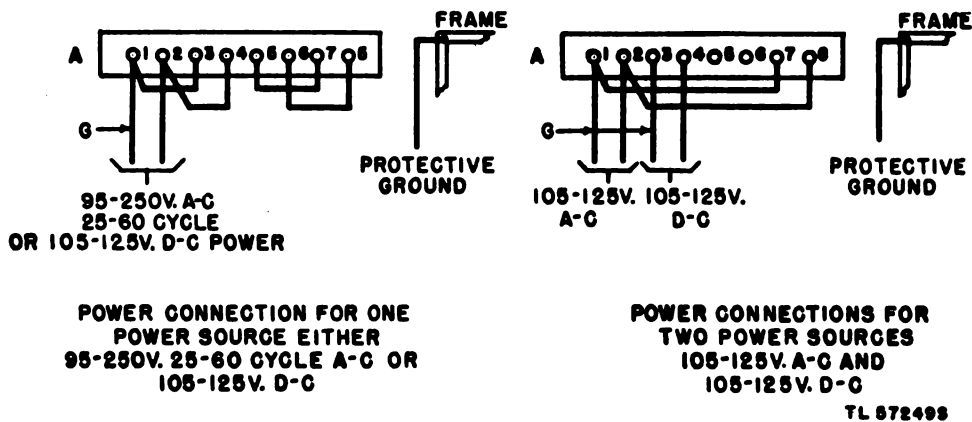 FRAME
A 1 2 3 4 5 6 7 8
G
PROTECTIVE
GROUND
95-250V. A-C
25-60 CYCLE
OR 105-125V. D-C POWER
POWER CONNECTION FOR ONE
POWER SOURCE EITHER
95-250V. 25-60 CYCLE A-C OR
105-125V. D-C
FRAME
A 1 2 3 4 5 6 7 8
G
PROTECTIVE
GROUND
105-125V. 105-125V.
A-C D-C
POWER CONNECTIONS FOR
TWO POWER SOURCES
105-125V. A-C AND
105-125V. D-C
TL 57249S